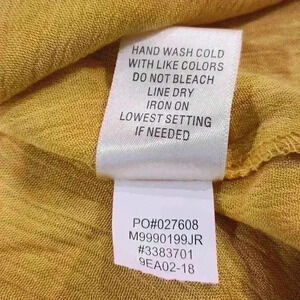 HAND WASH COLD
WITH LIKE COLORS
DO NOT BLEACH
LINE DRY
IRON ON
LOWEST SETTING
IF NEEDED
PO#027608
M9990199JR
#3383701
9EA02-18